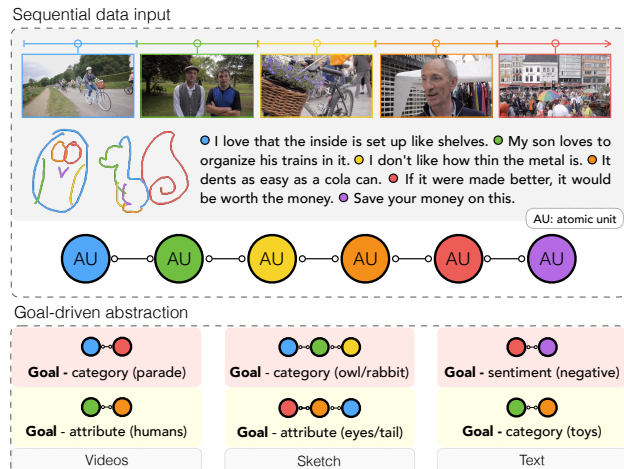 Sequential data input
I love that the inside is set up like shelves. My son loves to
organize his trains in it. I don't like how thin the metal is. It
dents as easy as a cola can. If it were made better, it would
be worth the money. Save your money on this.
AU: atomic unit
AU AU AU AU AU AU
Goal-driven abstraction
Goal - category (parade) Goal - category (owl/rabbit) Goal - sentiment (negative)
Goal - attribute (humans) Goal - attribute (eyes/tail) Goal - category (toys)
Videos Sketch Text